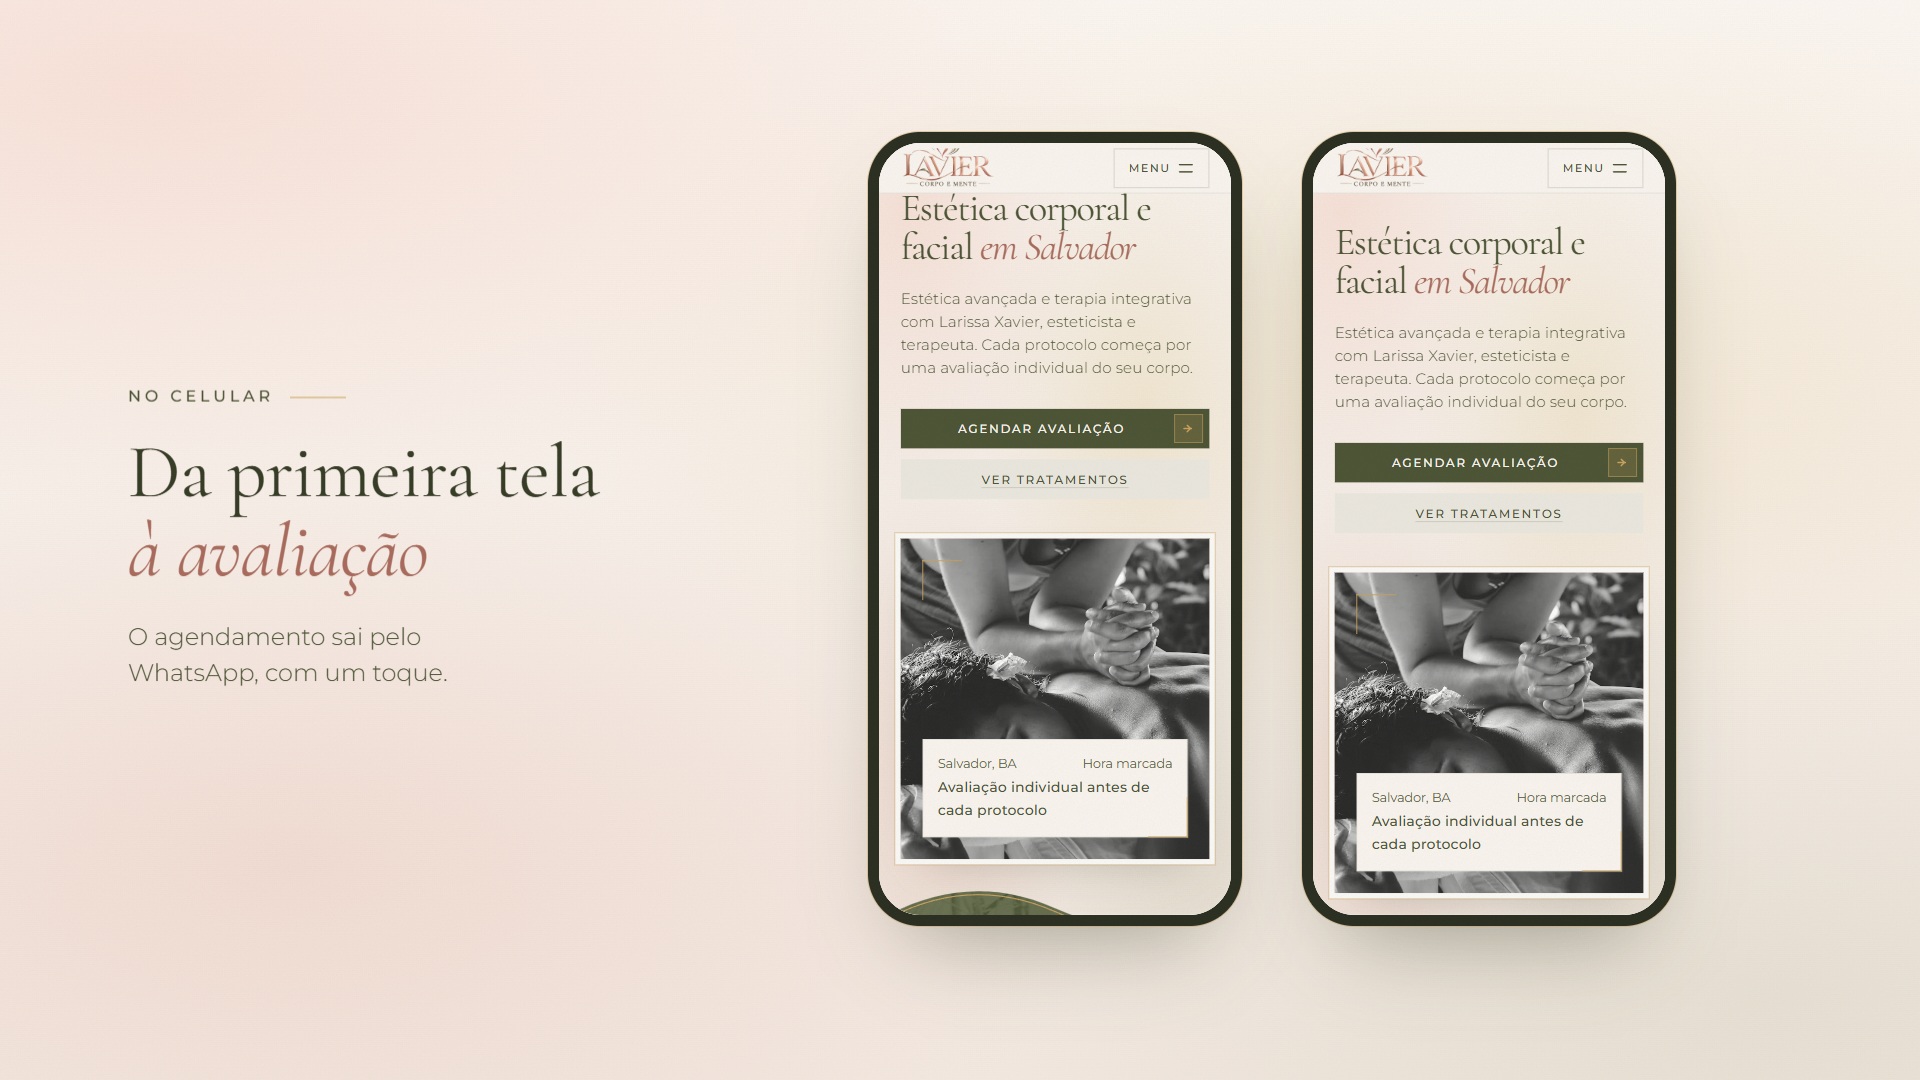 NO CELULAR
Da primeira tela
à avaliação
O agendamento sai pelo
WhatsApp, com um toque.
LAVIER
CORPO E MENTE
MENU
Estética corporal e
facial em Salvador
Estética avançada e terapia integrativa
com Larissa Xavier, esteticista e
terapeuta. Cada protocolo começa por
uma avaliação individual do seu corpo.
AGENDAR AVALIAÇÃO
VER TRATAMENTOS
Salvador, BA Hora marcada
Avaliação individual antes de
cada protocolo
LAVIER
CORPO E MENTE
MENU
Estética corporal e
facial em Salvador
Estética avançada e terapia integrativa
com Larissa Xavier, esteticista e
terapeuta. Cada protocolo começa por
uma avaliação individual do seu corpo.
AGENDAR AVALIAÇÃO
VER TRATAMENTOS
Salvador, BA Hora marcada
Avaliação individual antes de
cada protocolo